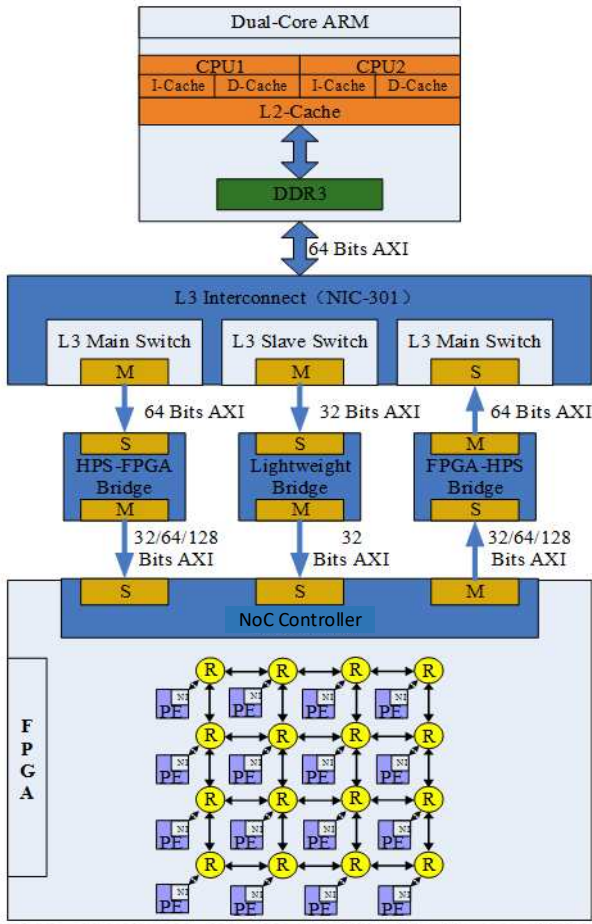 Dual-Core ARM
CPU1 CPU2
I-Cache D-Cache I-Cache D-Cache
L2-Cache
DDR3
64 Bits AXI
L3 Interconnect（NIC-301）
L3 Main Switch L3 Slave Switch L3 Main Switch
M M S
64 Bits AXI 32 Bits AXI 64 Bits AXI
S S M
HPS-FPGA Lightweight FPGA-HPS
Bridge Bridge Bridge
M M S
32/64/128 32 32/64/128
Bits AXI Bits AXI Bits AXI
S S M
NoC Controller
FPGA
R R R R
NI NI NI NI
PE PE PE PE
R R R R
NI NI NI NI
PE PE PE PE
R R R R
NI NI NI NI
PE PE PE PE
R R R R
NI NI NI NI
PE PE PE PE